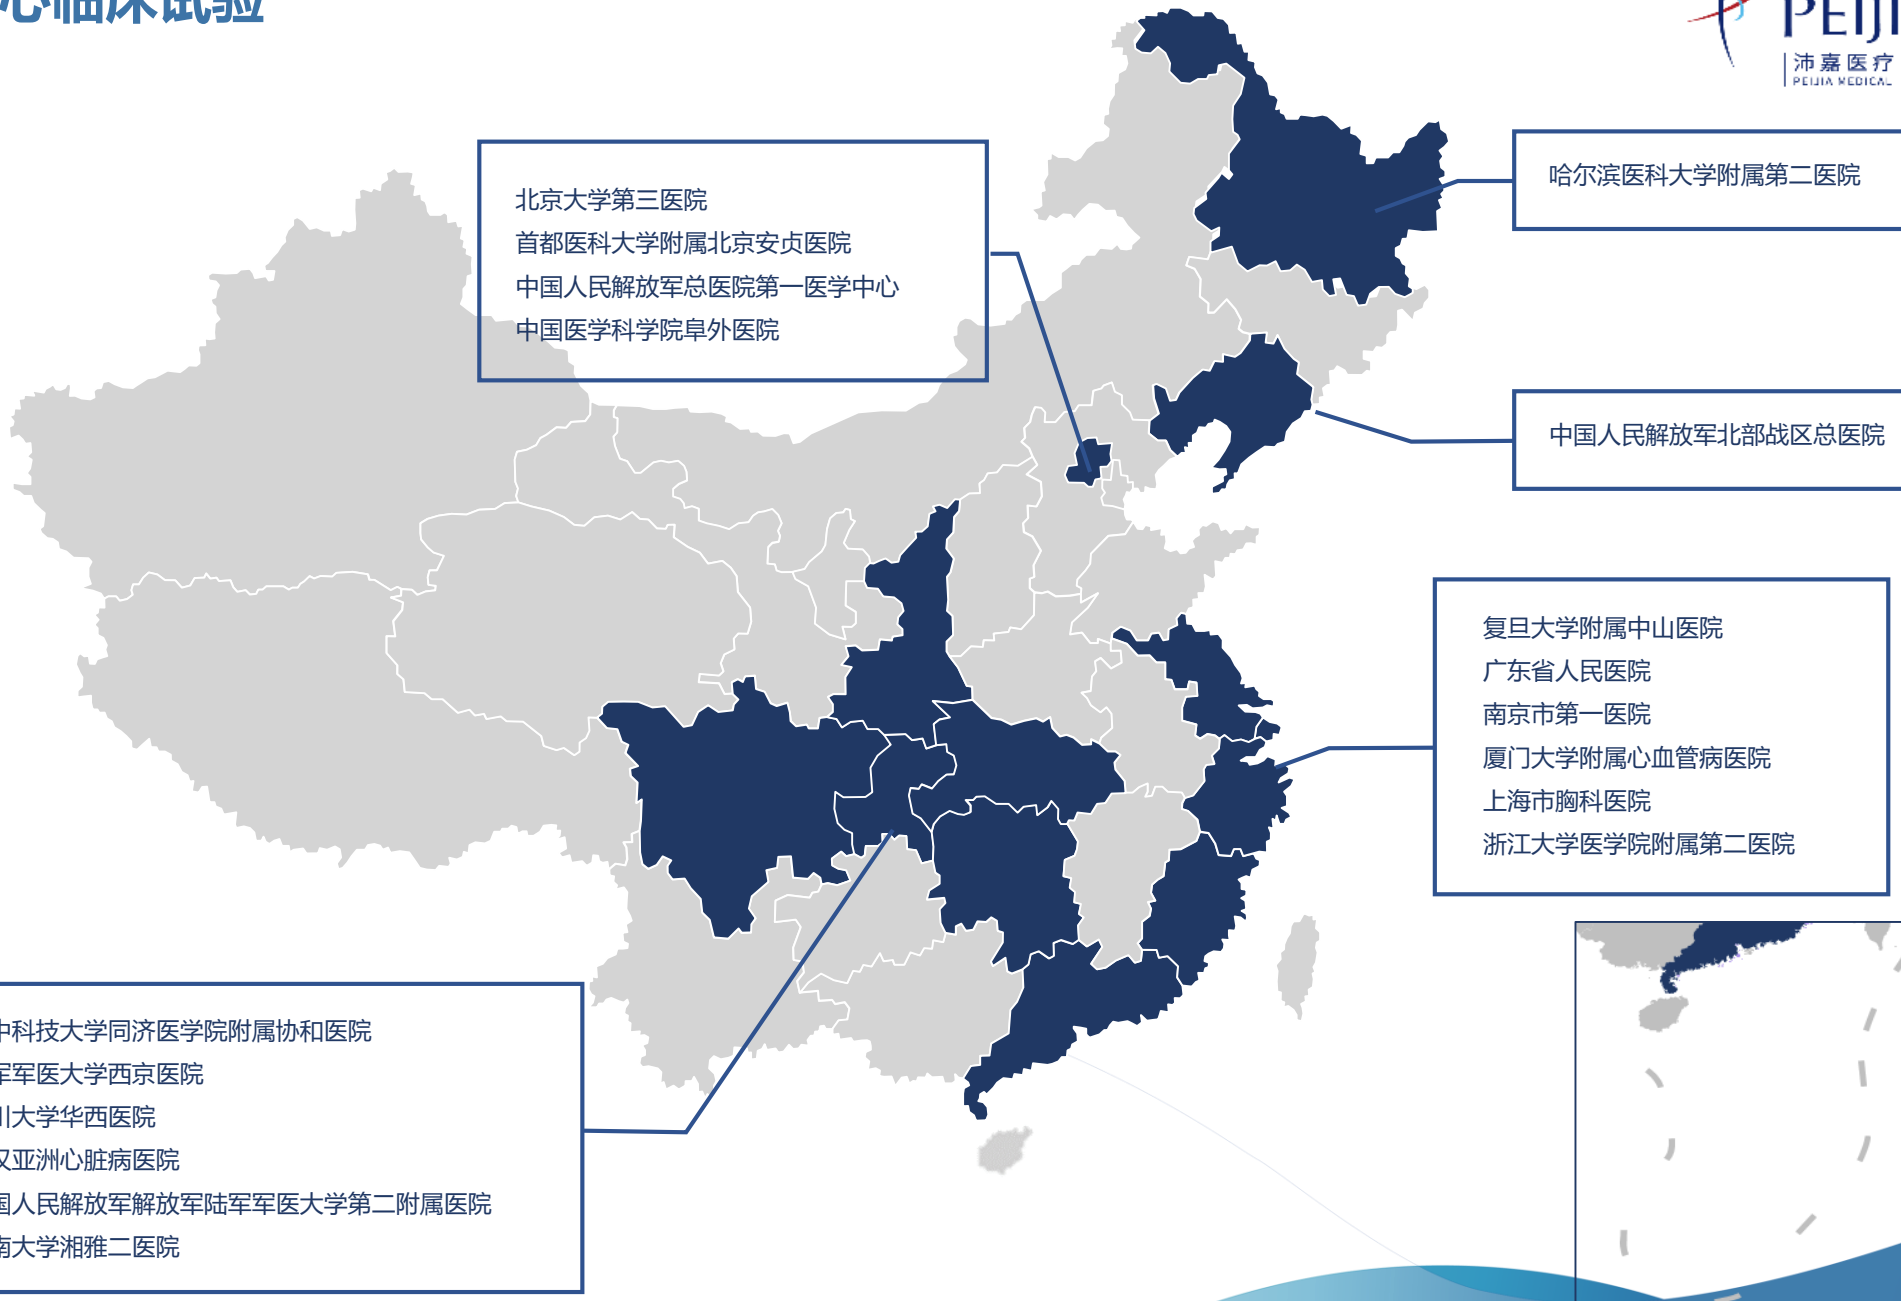 心临床试验
PEIJI
沛嘉医疗
PEIJIA MEDICAL
北京大学第三医院
首都医科大学附属北京安贞医院
中国人民解放军总医院第一医学中心
中国医学科学院阜外医院
哈尔滨医科大学附属第二医院
中国人民解放军北部战区总医院
复旦大学附属中山医院
广东省人民医院
南京市第一医院
厦门大学附属心血管病医院
上海市胸科医院
浙江大学医学院附属第二医院
中科技大学同济医学院附属协和医院
军军医大学西京医院
川大学华西医院
汉亚洲心脏病医院
国人民解放军解放军陆军军医大学第二附属医院
南大学湘雅二医院